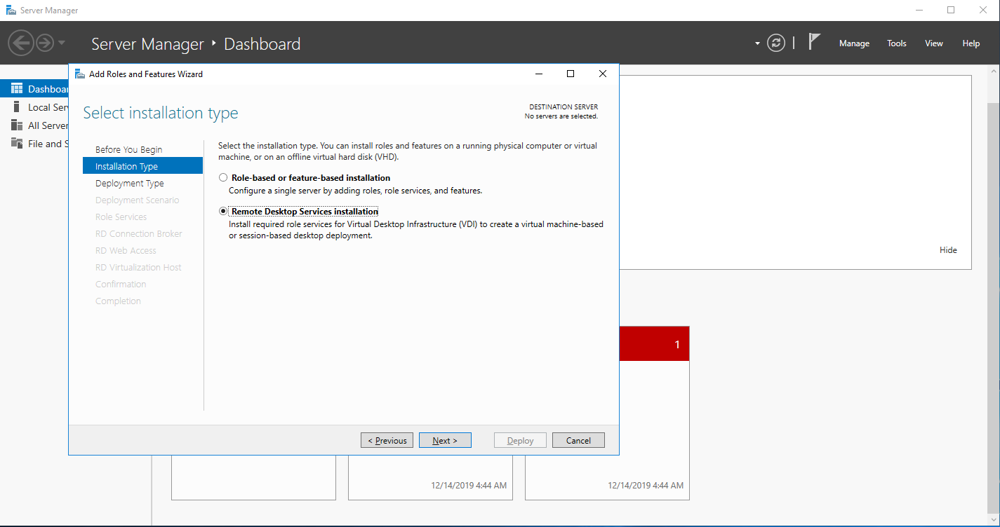 Server Manager
Server Manager ‣ Dashboard
Manage Tools View Help
Dashboar
Local Serv
All Server
File and S
Add Roles and Features Wizard
Select installation type
DESTINATION SERVER
No servers are selected.
Before You Begin
Installation Type
Deployment Type
Deployment Scenario
Role Services
RD Connection Broker
RD Web Access
RD Virtualization Host
Confirmation
Completion
Select the installation type. You can install roles and features on a running physical computer or virtual
machine, or on an offline virtual hard disk (VHD).
Role-based or feature-based installation
Configure a single server by adding roles, role services, and features.
Remote Desktop Services installation
Install required role services for Virtual Desktop Infrastructure (VDI) to create a virtual machine-based
or session-based desktop deployment.
< Previous Next > Deploy Cancel
Hide
1
12/14/2019 4:44 AM 12/14/2019 4:44 AM